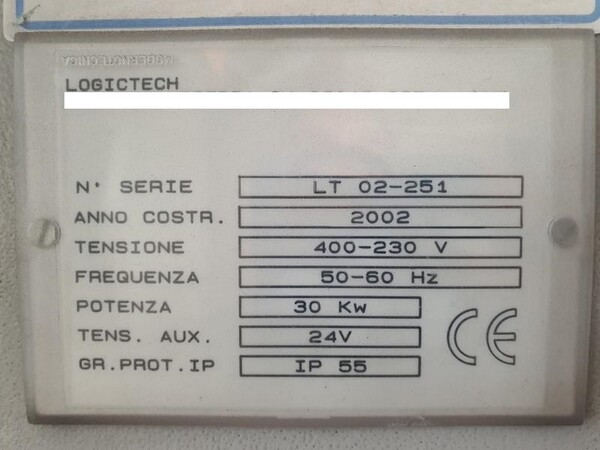 MODERNOTECNICA
LOGICTECH
N° SERIE LT 02-251
ANNO COSTR. 2002
TENSIONE 400-230 V
FREQUENZA 50-60 Hz
POTENZA 30 Kw
TENS. AUX. 24V
GR.PROT.IP IP 55
CE